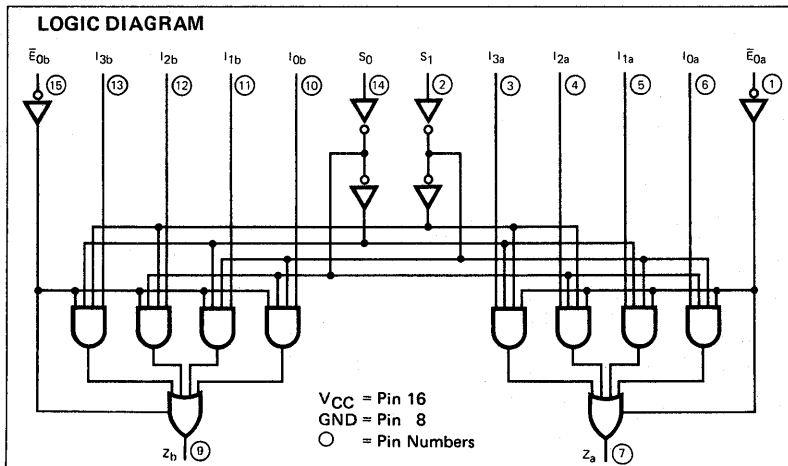 LOGIC DIAGRAM
Ē0b I3b I2b I1b I0b S0 S1 I3a I2a I1a I0a Ē0a
15 13 12 11 10 14 2 3 4 5 6 1
VCC = Pin 16
GND = Pin 8
○ = Pin Numbers
Zb 9 Za 7